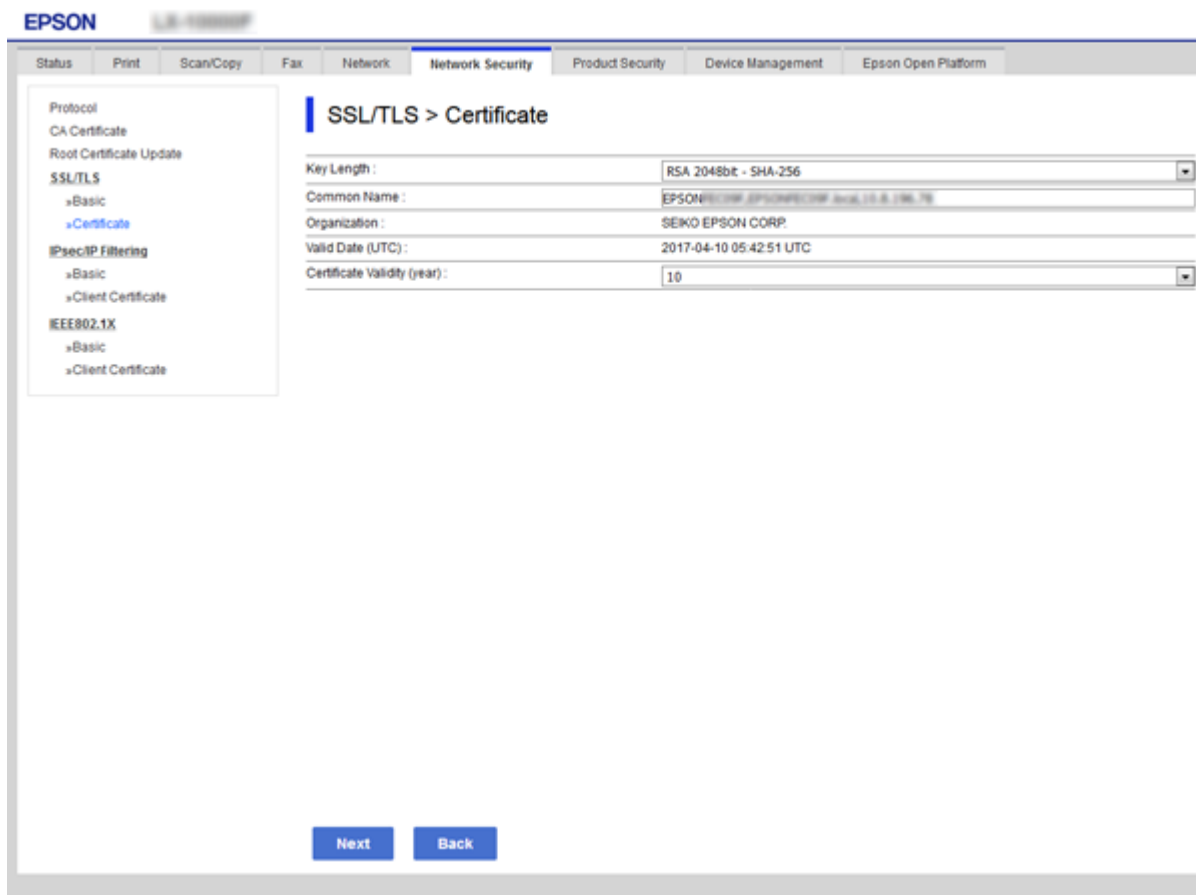 EPSON
Status Print Scan/Copy Fax Network Network Security Product Security Device Management Epson Open Platform
Protocol
CA Certificate
Root Certificate Update
SSL/TLS
»Basic
»Certificate
IPsec/IP Filtering
»Basic
»Client Certificate
IEEE802.1X
»Basic
»Client Certificate
SSL/TLS > Certificate
Key Length : RSA 2048bit - SHA-256
Common Name : EPSON
Organization : SEIKO EPSON CORP.
Valid Date (UTC) : 2017-04-10 05:42:51 UTC
Certificate Validity (year) : 10
Next Back